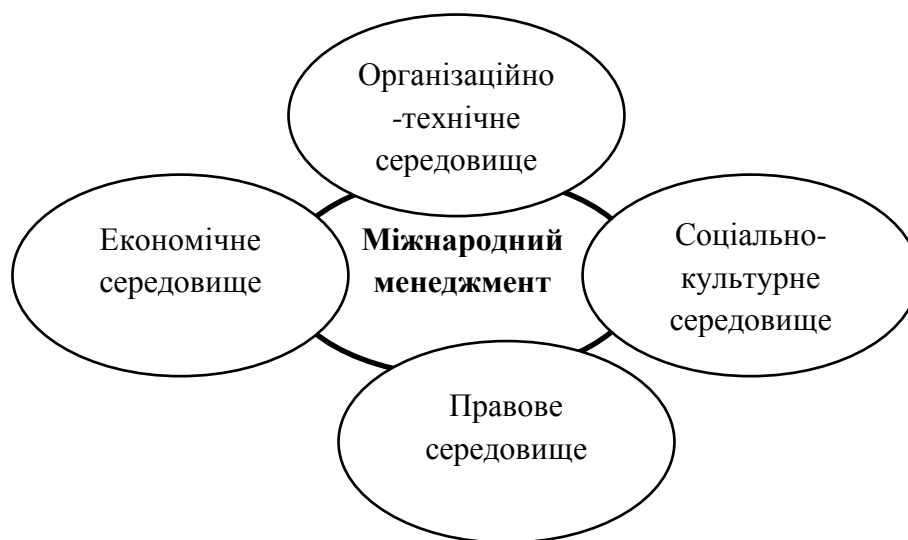 Організаційно
-технічне
середовище
Економічне
середовище
Міжнародний
менеджмент
Соціально-
культурне
середовище
Правове
середовище